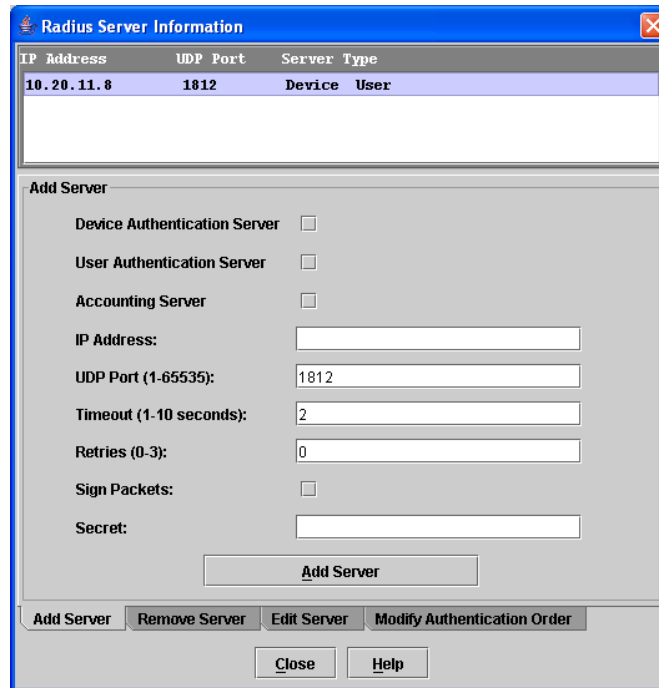 Radius Server Information
IP Address UDP Port Server Type
10.20.11.8 1812 Device User
Add Server
Device Authentication Server
User Authentication Server
Accounting Server
IP Address:
UDP Port (1-65535): 1812
Timeout (1-10 seconds): 2
Retries (0-3): 0
Sign Packets:
Secret:
Add Server
Add Server Remove Server Edit Server Modify Authentication Order
Close Help